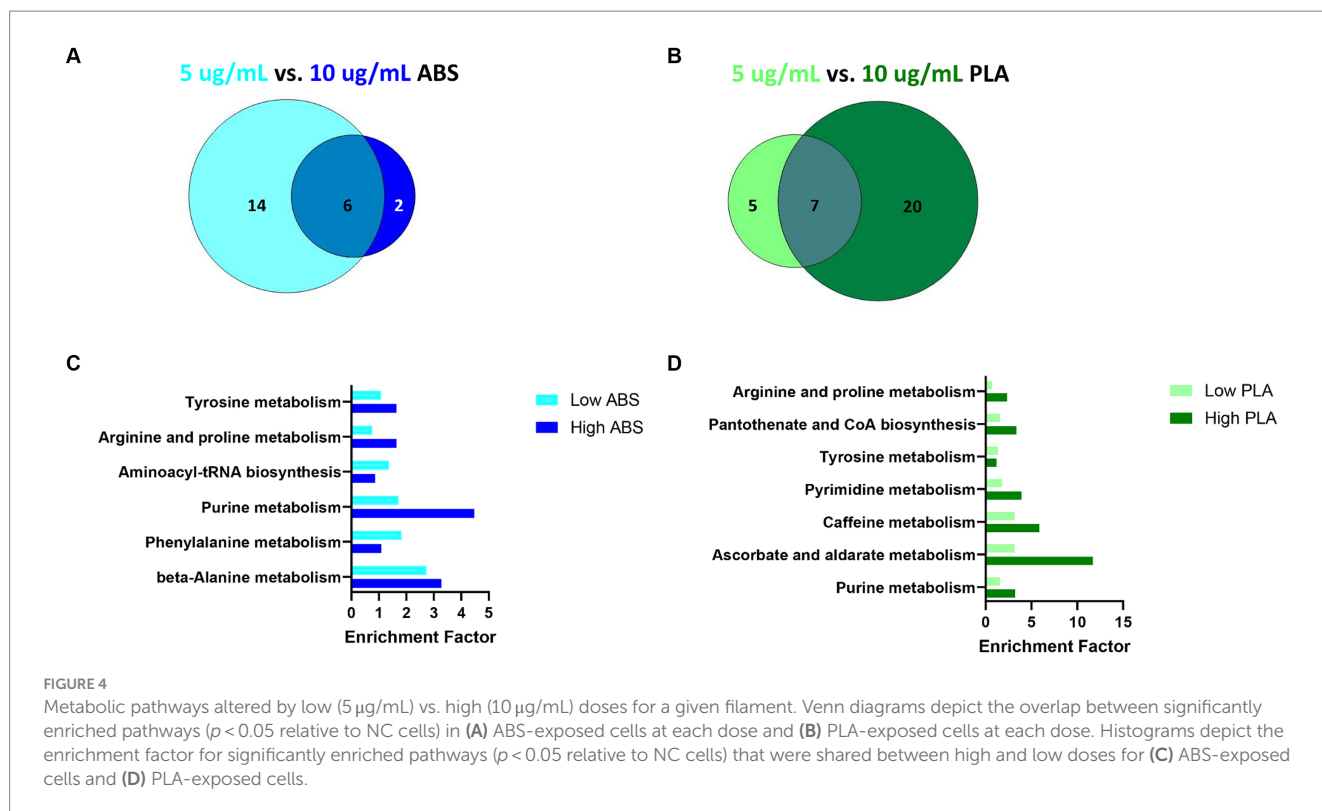 A
5 ug/mL vs. 10 ug/mL ABS
14
6
2
B
5 ug/mL vs. 10 ug/mL PLA
5
7
20
C
Tyrosine metabolism
Arginine and proline metabolism
Aminoacyl-tRNA biosynthesis
Purine metabolism
Phenylalanine metabolism
beta-Alanine metabolism
0 1 2 3 4 5
Enrichment Factor
Low ABS
High ABS
D
Arginine and proline metabolism
Pantothenate and CoA biosynthesis
Tyrosine metabolism
Pyrimidine metabolism
Caffeine metabolism
Ascorbate and aldarate metabolism
Purine metabolism
0 5 10 15
Enrichment Factor
Low PLA
High PLA
FIGURE 4
Metabolic pathways altered by low (5 μg/mL) vs. high (10 μg/mL) doses for a given filament. Venn diagrams depict the overlap between significantly
enriched pathways (p < 0.05 relative to NC cells) in (A) ABS-exposed cells at each dose and (B) PLA-exposed cells at each dose. Histograms depict the
enrichment factor for significantly enriched pathways (p < 0.05 relative to NC cells) that were shared between high and low doses for (C) ABS-exposed
cells and (D) PLA-exposed cells.